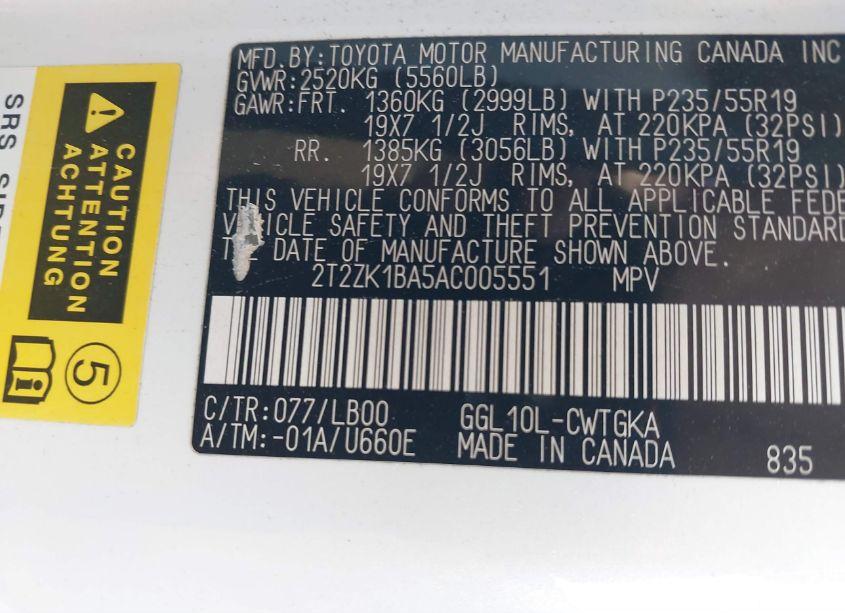 MFD.BY:TOYOTA MOTOR MANUFACTURING CANADA INC
GVWR:2520KG (5560LB)
GAWR:FRT. 1360KG (2999LB) WITH P235/55R19
19X7 1/2J RIMS, AT 220KPA (32PSI)
RR. 1385KG (3056LB) WITH P235/55R19
19X7 1/2J RIMS, AT 220KPA (32PSI)
THIS VEHICLE CONFORMS TO ALL APPLICABLE FEDE
VEHICLE SAFETY AND THEFT PREVENTION STANDARD
DATE OF MANUFACTURE SHOWN ABOVE.
2T2ZK1BA5AC005551 MPV
C/TR:077/LB00 GGL10L-CWTGKA
A/TM:-01A/U660E MADE IN CANADA 835
CAUTION
ATTENTION
ACHTUNG
5
SRS